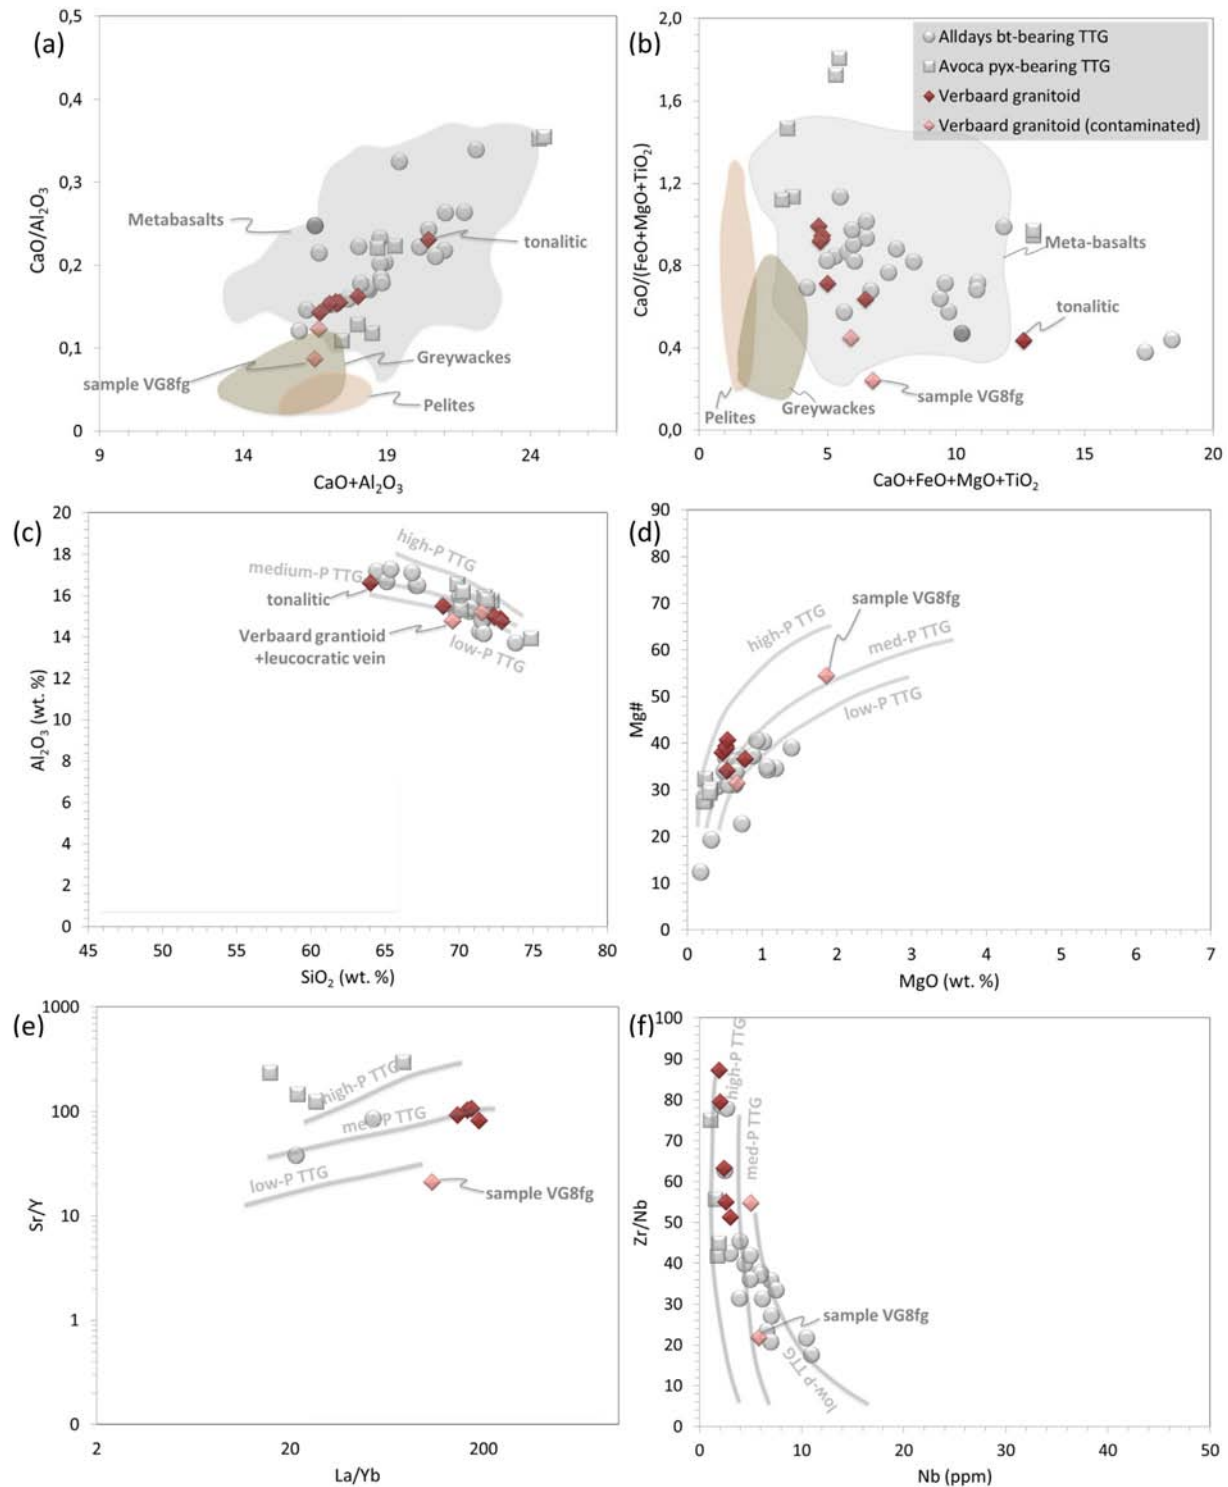 (a)
0,5
0,4
0,3
0,2
0,1
0
CaO/Al₂O₃
Metabasalts
tonalitic
Greywackes
sample VG8fg
Pelites
9 14 19 24
CaO+Al₂O₃
(b)
2,0
1,6
1,2
0,8
0,4
0,0
CaO/(FeO+MgO+TiO₂)
Alldays bt-bearing TTG
Avoca pyx-bearing TTG
Verbaard granitoid
Verbaard granitoid (contaminated)
Meta-basalts
tonalitic
sample VG8fg
Greywackes
Pelites
0 5 10 15 20
CaO+FeO+MgO+TiO₂
(c)
20
18
16
14
12
10
8
6
4
2
0
Al₂O₃ (wt. %)
high-P TTG
medium-P TTG
tonalitic
Verbaard grantioid
+leucocratic vein
low-P TTG
45 50 55 60 65 70 75 80
SiO₂ (wt. %)
(d)
90
80
70
60
50
40
30
20
10
0
Mg#
sample VG8fg
high-P TTG
med-P TTG
low-P TTG
0 1 2 3 4 5 6 7
MgO (wt. %)
(e)
1000
100
10
1
0
Sr/Y
high-P TTG
med-P TTG
low-P TTG
sample VG8fg
2 20 200
La/Yb
(f)
100
90
80
70
60
50
40
30
20
10
0
Zr/Nb
high-P TTG
med-P TTG
sample VG8fg
low-P TTG
0 10 20 30 40 50
Nb (ppm)